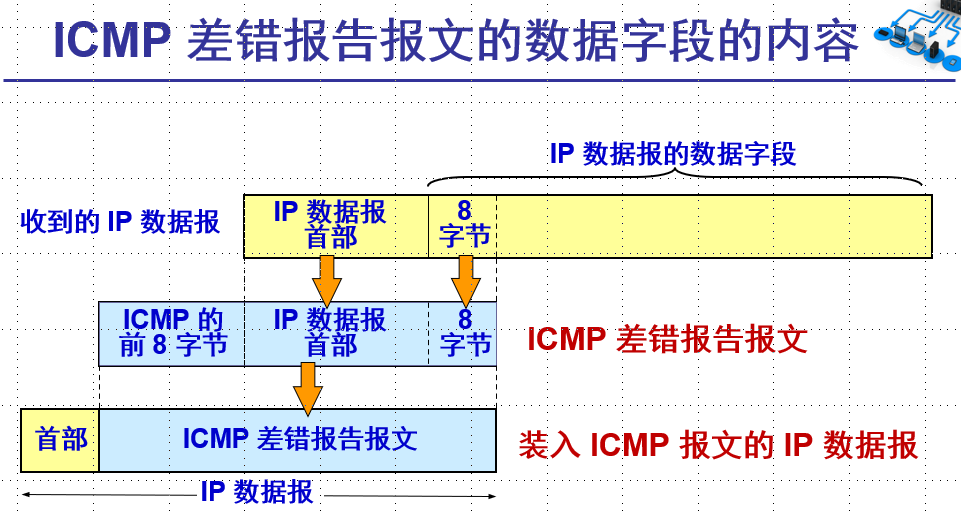 ICMP 差错报告报文的数据字段的内容
IP 数据报的数据字段
收到的 IP 数据报
IP 数据报
首部
8
字节
ICMP 的
前 8 字节
IP 数据报
首部
8
字节
ICMP 差错报告报文
首部
ICMP 差错报告报文
装入 ICMP 报文的 IP 数据报
IP 数据报